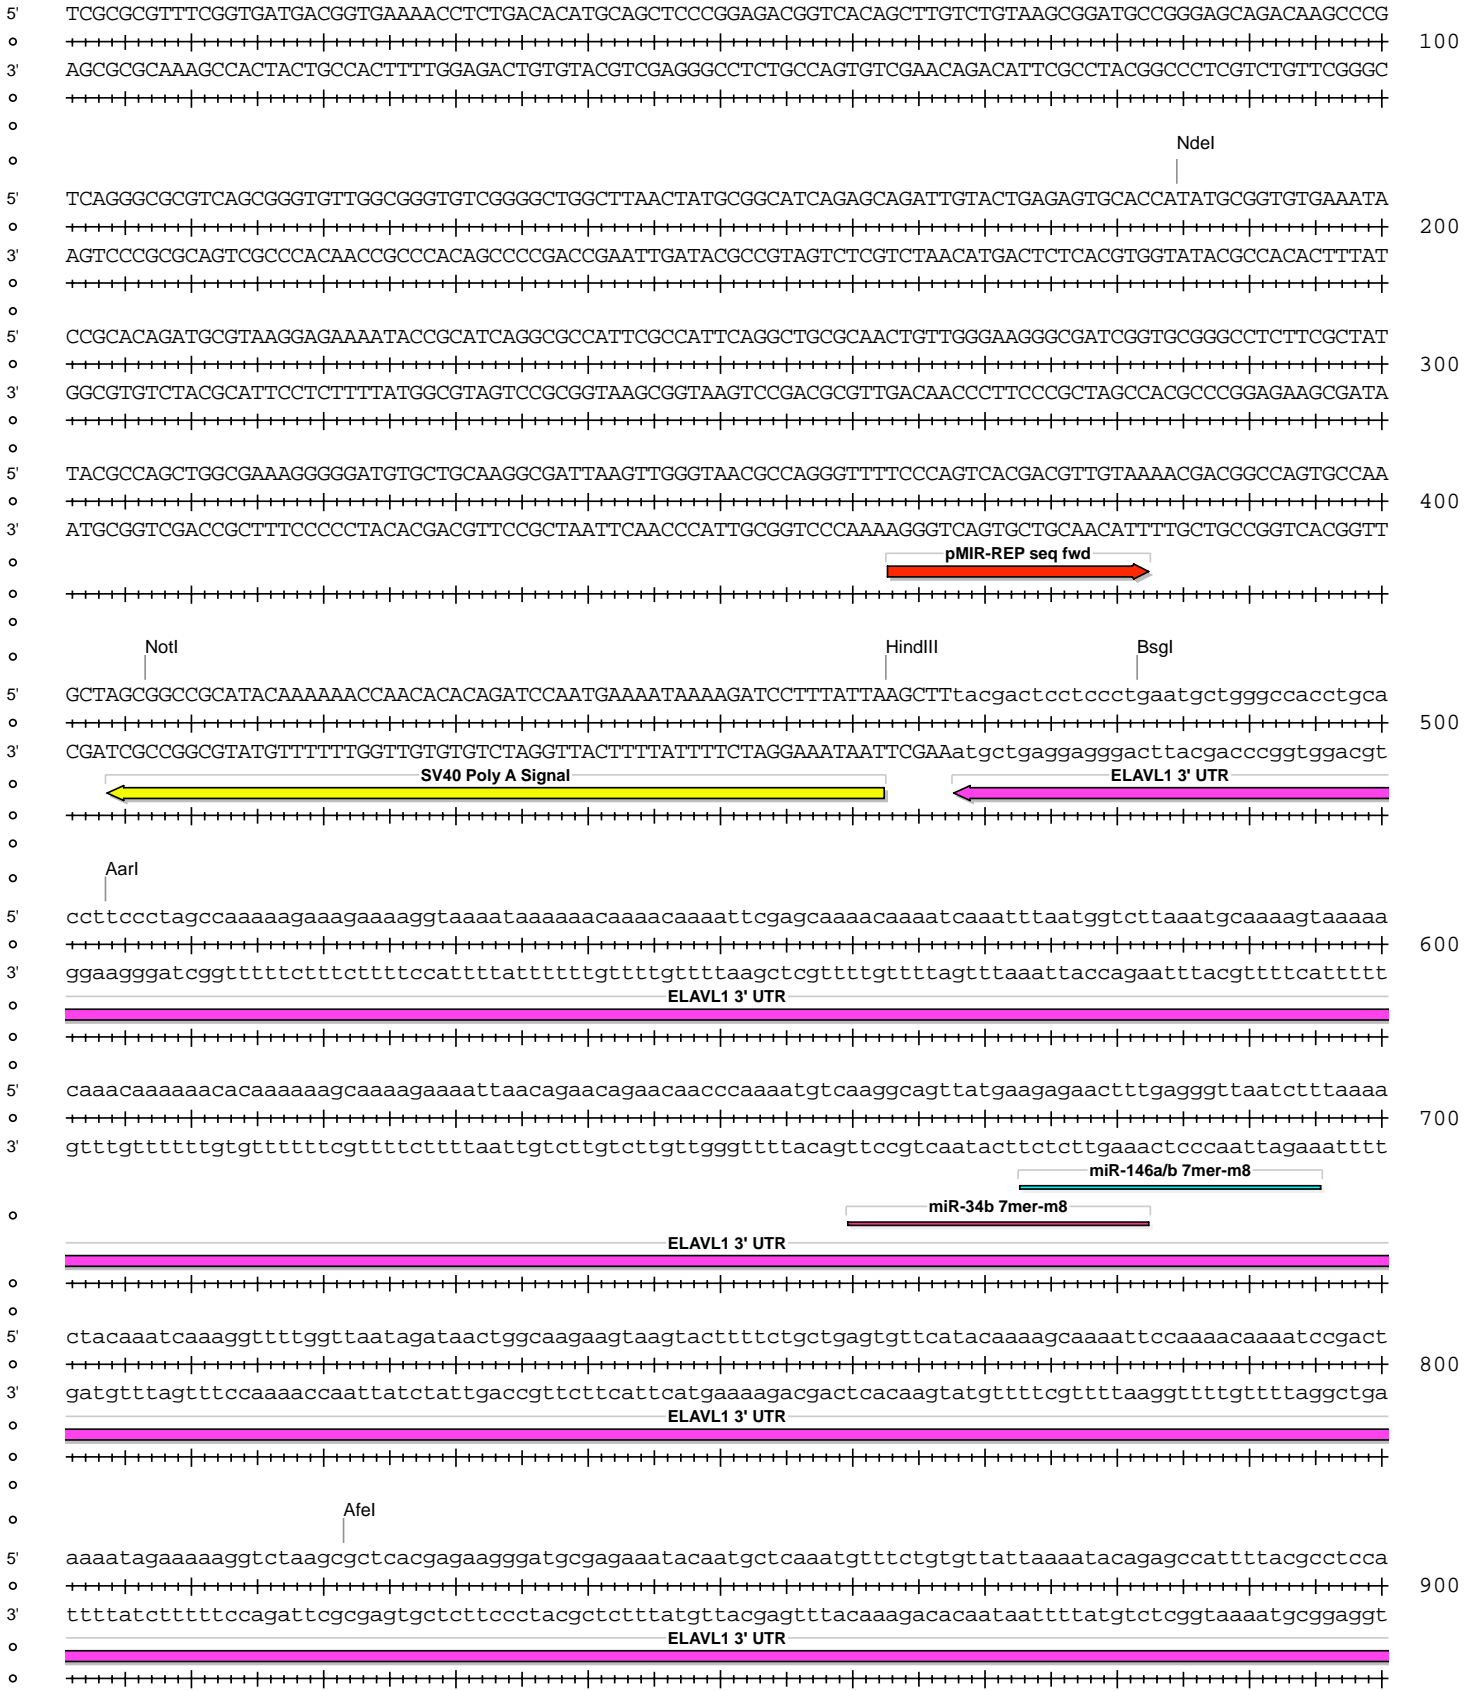 5' TCGCGCGTTTCGGTGATGACGGTGAAAACCTCTGACACATGCAGCTCCCGGAGACGGTCACAGCTTGTCTGTAAGCGGATGCCGGGAGCAGACAAGCCCG
100
3' AGCGCGCAAAGCCACTACTGCCACTTTTGGAGACTGTGTACGTCGAGGGCCTCTGCCAGTGTCGAACAGACATTCGCCTACGGCCCTCGTCTGTTCGGGC
NdeI
5' TCAGGGCGCGTCAGCGGGTGTTGGCGGGTGTCGGGGCTGGCTTAACTATGCGGCATCAGAGCAGATTGTACTGAGAGTGCACCATATGCGGTGTGAAATA
200
3' AGTCCCGCGCAGTCGCCCACAACCGCCCACAGCCCCGACCGAATTGATACGCCGTAGTCTCGTCTAACATGACTCTCACGTGGTATACGCCACACTTTAT
5' CCGCACAGATGCGTAAGGAGAAAATACCGCATCAGGCGCCATTCGCCATTCAGGCTGCGCAACTGTTGGGAAGGGCGATCGGTGCGGGCCTCTTCGCTAT
300
3' GGCGTGTCTACGCATTCCTCTTTTATGGCGTAGTCCGCGGTAAGCGGTAAGTCCGACGCGTTGACAACCCTTCCCGCTAGCCACGCCCGGAGAAGCGATA
5' TACGCCAGCTGGCGAAAGGGGGATGTGCTGCAAGGCGATTAAGTTGGGTAACGCCAGGGTTTTCCCAGTCACGACGTTGTAAAACGACGGCCAGTGCCAA
400
3' ATGCGGTCGACCGCTTTCCCCCTACACGACGTTCCGCTAATTCAACCCATTGCGGTCCCAAAAGGGTCAGTGCTGCAACATTTTGCTGCCGGTCACGGTT
pMIR-REP seq fwd
NotI HindIII BsgI
5' GCTAGCGGCCGCATACAAAAAACCAACACACAGATCCAATGAAAATAAAAGATCCTTTATTAAGCTTtacgactcctccctgaatgctgggccacctgca
500
3' CGATCGCCGGCGTATGTTTTTTGGTTGTGTGTCTAGGTTACTTTTATTTTCTAGGAAATAATTCGAAatgctgaggagggacttacgacccggtggacgt
SV40 Poly A Signal ELAVL1 3' UTR
AarI
5' ccttccctagccaaaaagaaagaaaaggtaaaataaaaaacaaaacaaaattcgagcaaaacaaaatcaaatttaatggtcttaaatgcaaaagtaaaaa
600
3' ggaagggatcggtttttctttcttttccattttattttttgttttgttttaagctcgttttgttttagtttaaattaccagaatttacgttttcattttt
ELAVL1 3' UTR
5' caaacaaaaaacacaaaaaagcaaaagaaaattaacagaacagaacaacccaaaatgtcaaggcagttatgaagagaactttgagggttaatctttaaaa
700
3' gtttgttttttgtgttttttcgttttcttttaattgtcttgtcttgttgggttttacagttccgtcaatacttctcttgaaactcccaattagaaatttt
miR-146a/b 7mer-m8
miR-34b 7mer-m8
ELAVL1 3' UTR
5' ctacaaatcaaaggttttggttaatagataactggcaagaagtaagtacttttctgctgagtgttcatacaaaagcaaaattccaaaacaaaatccgact
800
3' gatgtttagtttccaaaaccaattatctattgaccgttcttcattcatgaaaagacgactcacaagtatgttttcgttttaaggttttgttttaggctga
ELAVL1 3' UTR
AfeI
5' aaaatagaaaaaggtctaagcgctcacgagaagggatgcgagaaatacaatgctcaaatgtttctgtgttattaaaatacagagccattttacgcctcca
900
3' ttttatctttttccagattcgcgagtgctcttccctacgctctttatgttacgagtttacaaagacacaataattttatgtctcggtaaaatgcggaggt
ELAVL1 3' UTR